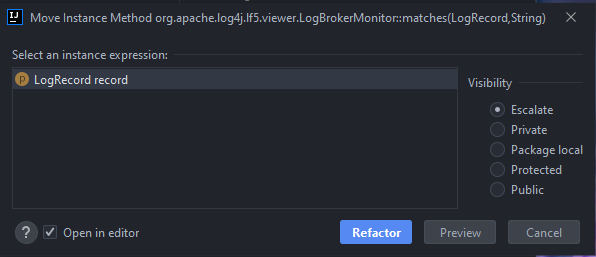 IJ
Move Instance Method org.apache.log4j.lf5.viewer.LogBrokerMonitor::matches(LogRecord,String)
Select an instance expression:
p LogRecord record
Visibility
Escalate
Private
Package local
Protected
Public
? Open in editor
Refactor
Preview
Cancel